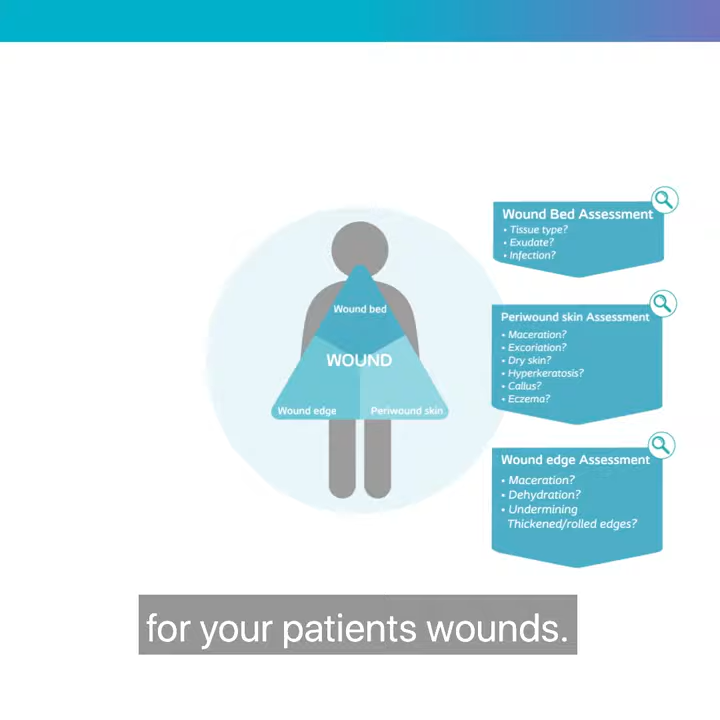 Wound bed
WOUND
Wound edge
Periwound skin
Wound Bed Assessment
• Tissue type?
• Exudate?
• Infection?
Periwound skin Assessment
• Maceration?
• Excoriation?
• Dry skin?
• Hyperkeratosis?
• Callus?
• Eczema?
Wound edge Assessment
• Maceration?
• Dehydration?
• Undermining
Thickened/rolled edges?
for your patients wounds.